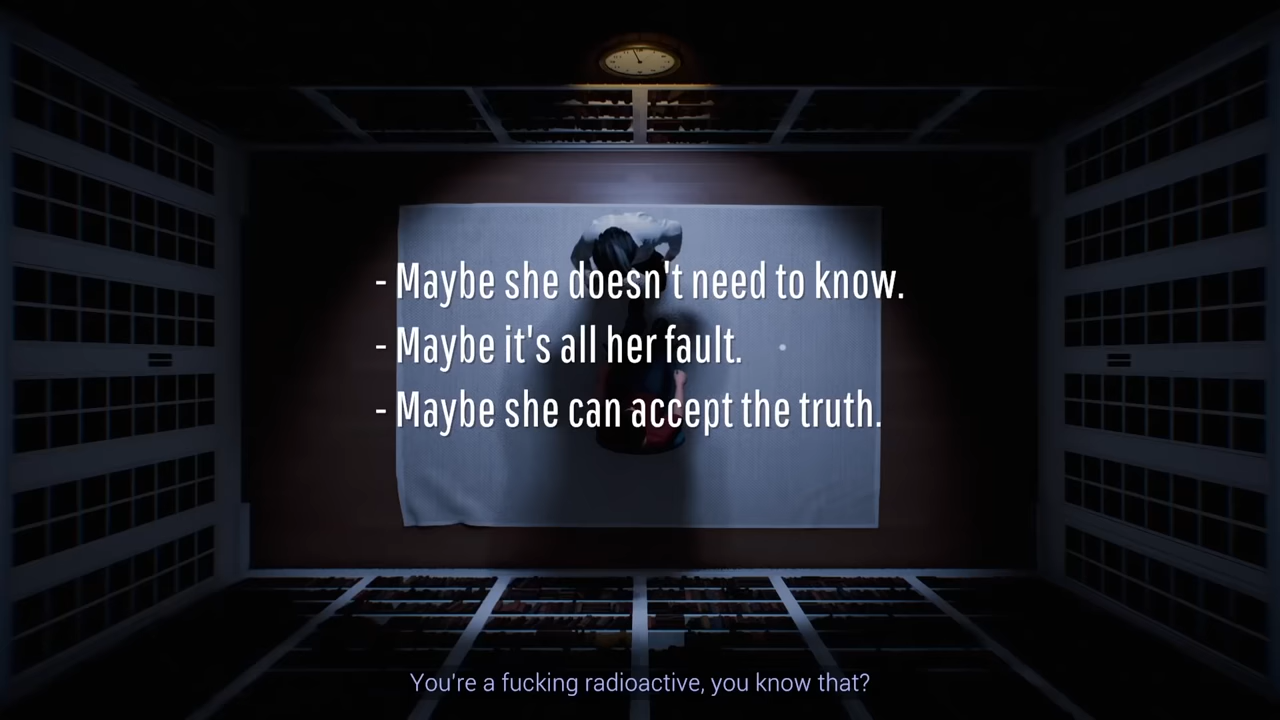 - Maybe she doesn't need to know.
- Maybe it's all her fault.
- Maybe she can accept the truth.
You're a fucking radioactive, you know that?